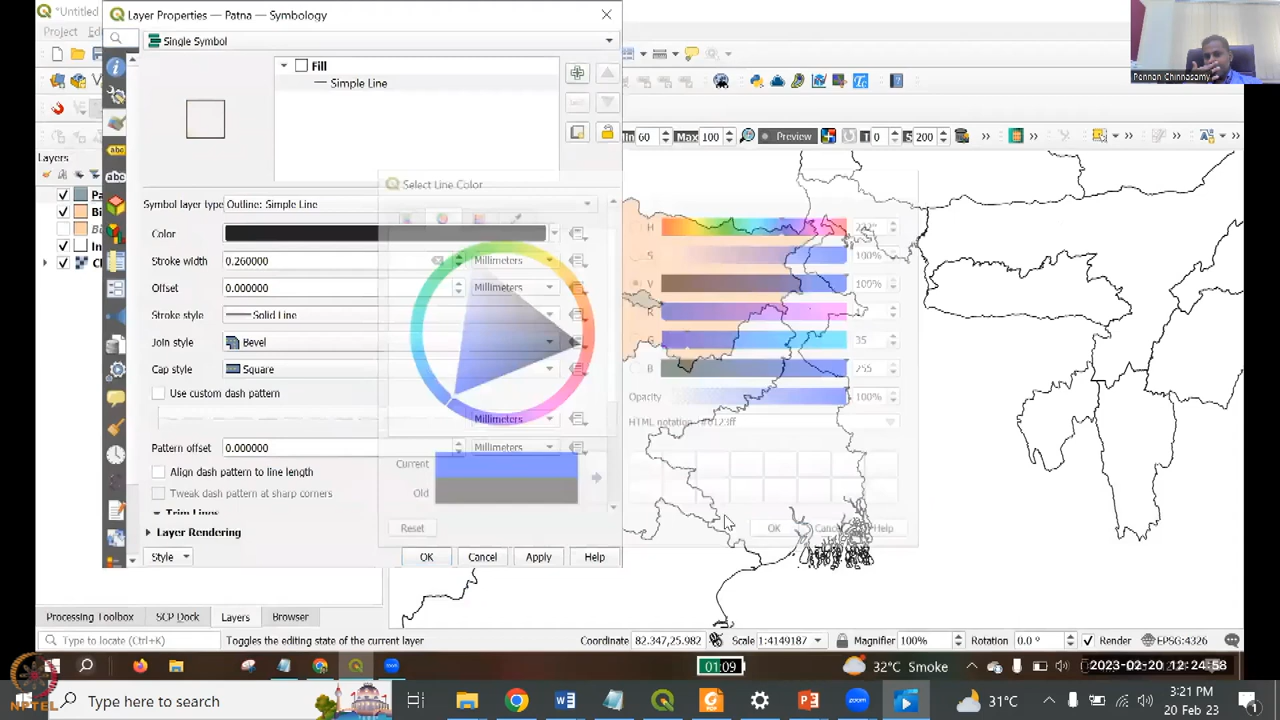 *Untitled
Layer Properties — Patna — Symbology
Project
Single Symbol
Fill
Simple Line
Pennan Chinnasamy
60
Max 100
Preview
0
200
Layers
Symbol layer type Outline: Simple Line
Select Line Color
Color
Stroke width 0.260000 Millimeters
Offset 0.000000 Millimeters
Stroke style Solid Line
Join style Bevel
Cap style Square
Use custom dash pattern
Millimeters
Pattern offset 0.000000 Millimeters
Align dash pattern to line length
Tweak dash pattern at sharp corners
Trim Lines
Layer Rendering
H
S 100%
V 100%
R
G 35
B 255
Opacity 100%
HTML notation #0123ff
Current
Old
Reset
OK Cancel Help
Style
OK Cancel Apply Help
Processing Toolbox SCP Dock Layers Browser
Type to locate (Ctrl+K) Toggles the editing state of the current layer Coordinate 82.347,25.982 Scale 1:4149187 Magnifier 100% Rotation 0.0 ° Render EPSG:4326
01:09 32°C Smoke 2023-02-20 12:24:58
NPTEL
Type here to search 31°C 3:21 PM
20 Feb 23